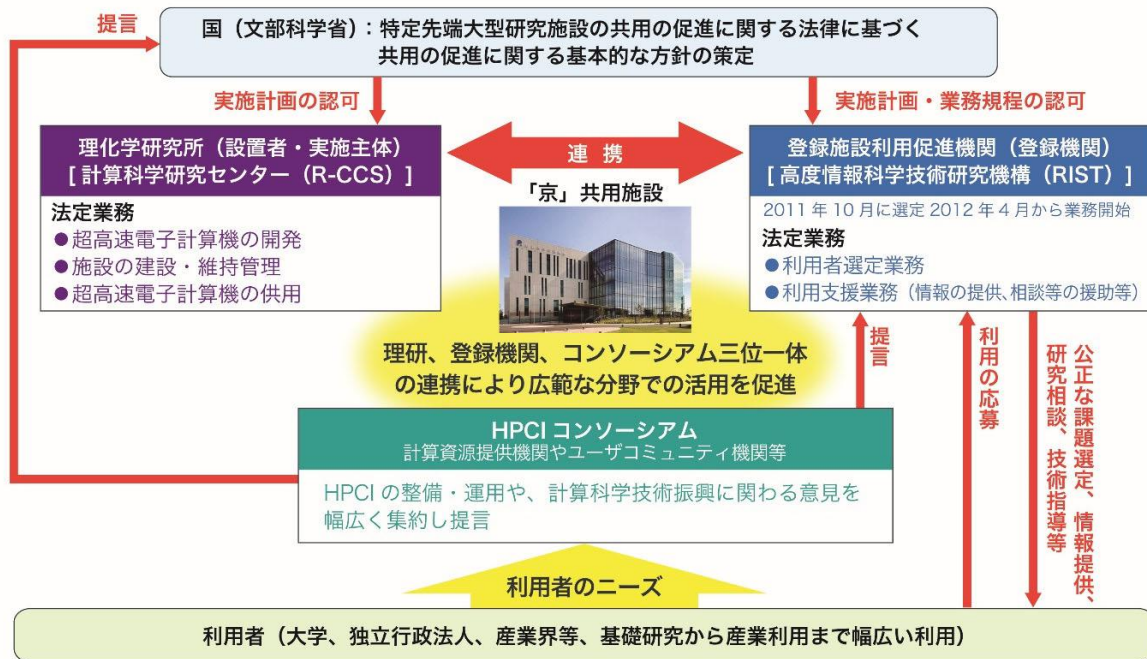 提言
国（文部科学省）：特定先端大型研究施設の共用の促進に関する法律に基づく
共用の促進に関する基本的な方針の策定
実施計画の認可
実施計画・業務規程の認可
理化学研究所（設置者・実施主体）
[ 計算科学研究センター（R-CCS）]
法定業務
●超高速電子計算機の開発
●施設の建設・維持管理
●超高速電子計算機の供用
連 携
「京」共用施設
登録施設利用促進機関（登録機関）
[ 高度情報科学技術研究機構（RIST）]
2011 年 10 月に選定 2012 年 4 月から業務開始
法定業務
●利用者選定業務
●利用支援業務（情報の提供、相談等の援助等）
理研、登録機関、コンソーシアム三位一体
の連携により広範な分野での活用を促進
提言
利用の応募
公正な課題選定、情報提供、
研究相談、技術指導等
HPCI コンソーシアム
計算資源提供機関やユーザコミュニティ機関等
HPCI の整備・運用や、計算科学技術振興に関わる意見を
幅広く集約し提言
利用者のニーズ
利用者（大学、独立行政法人、産業界等、基礎研究から産業利用まで幅広い利用）